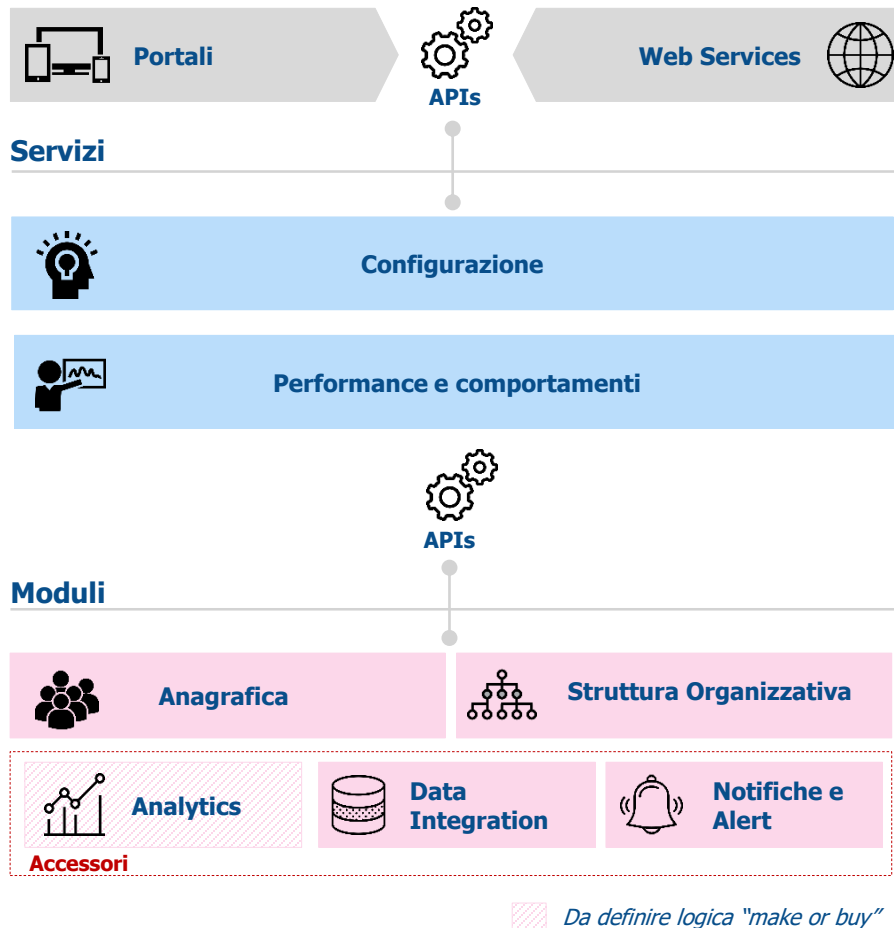 Portali
APIs
Web Services
Servizi
Configurazione
Performance e comportamenti
APIs
Moduli
Anagrafica
Struttura Organizzativa
Analytics
Data
Integration
Notifiche e
Alert
Accessori
Da definire logica “make or buy”